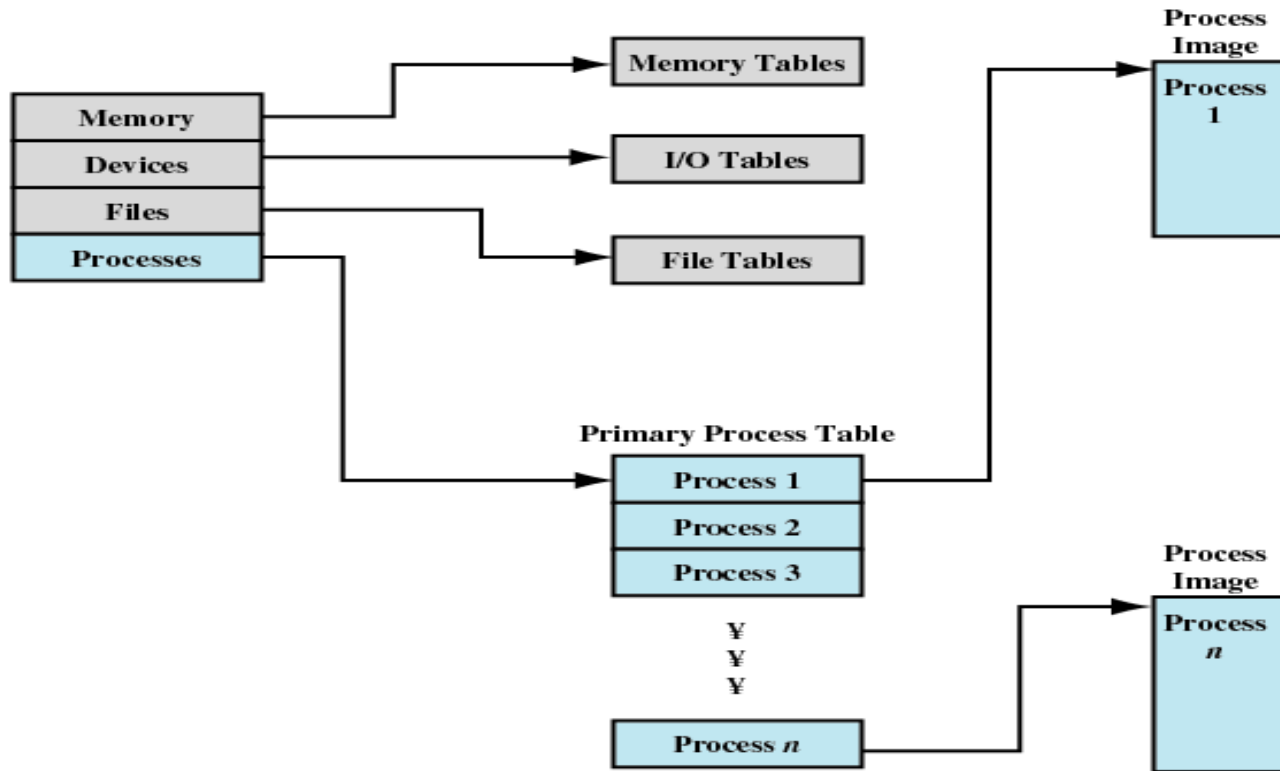 Memory
Devices
Files
Processes
Memory Tables
I/O Tables
File Tables
Primary Process Table
Process 1
Process 2
Process 3
¥
¥
¥
Process n
Process
Image
Process
1
Process
Image
Process
n